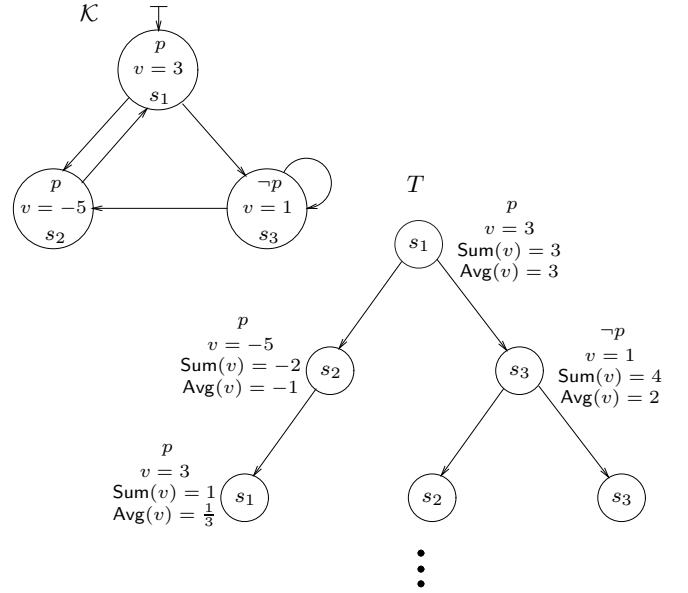 𝒦
p
v = 3
s₁
p
v = −5
s₂
¬p
v = 1
s₃
T
s₁
p
v = 3
Sum(v) = 3
Avg(v) = 3
p
v = −5
Sum(v) = −2
Avg(v) = −1
s₂
s₃
¬p
v = 1
Sum(v) = 4
Avg(v) = 2
p
v = 3
Sum(v) = 1
Avg(v) = 1/3
s₁
s₂
s₃